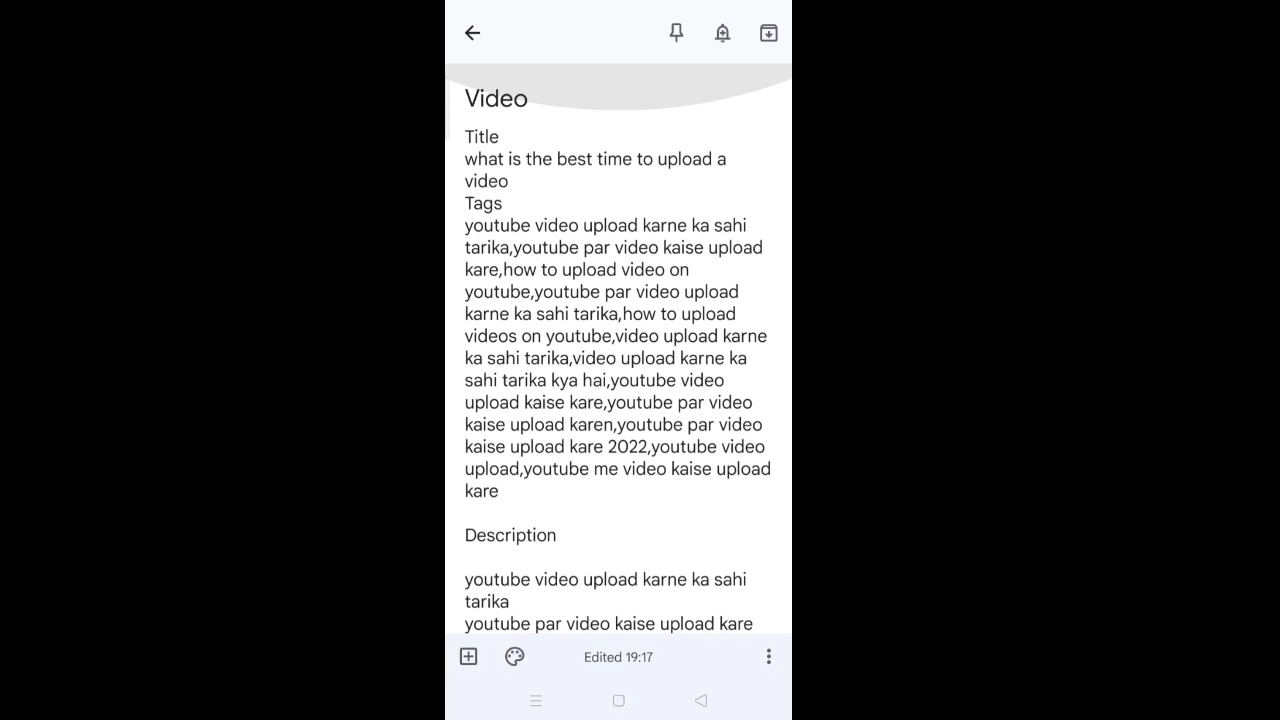 Video
Title
what is the best time to upload a
video
Tags
youtube video upload karne ka sahi
tarika,youtube par video kaise upload
kare,how to upload video on
youtube,youtube par video upload
karne ka sahi tarika,how to upload
videos on youtube,video upload karne
ka sahi tarika,video upload karne ka
sahi tarika kya hai,youtube video
upload kaise kare,youtube par video
kaise upload karen,youtube par video
kaise upload kare 2022,youtube video
upload,youtube me video kaise upload
kare
Description
youtube video upload karne ka sahi
tarika
youtube par video kaise upload kare
Edited 19:17